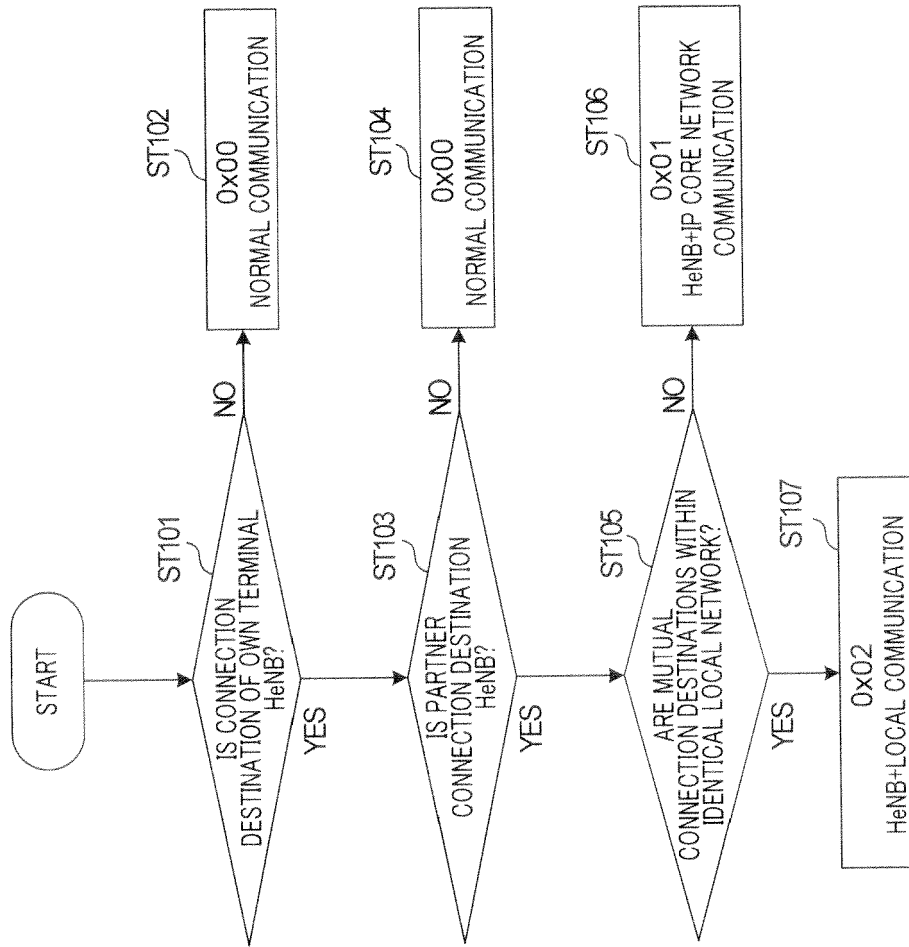 START
ST101
IS CONNECTION
DESTINATION OF OWN TERMINAL
HeNB?
NO
YES
ST102
0x00
NORMAL COMMUNICATION
ST103
IS PARTNER
CONNECTION DESTINATION
HeNB?
NO
YES
ST104
0x00
NORMAL COMMUNICATION
ST105
ARE MUTUAL
CONNECTION DESTINATIONS WITHIN
IDENTICAL LOCAL NETWORK?
NO
YES
ST106
0x01
HeNB+IP CORE NETWORK
COMMUNICATION
ST107
0x02
HeNB+LOCAL COMMUNICATION